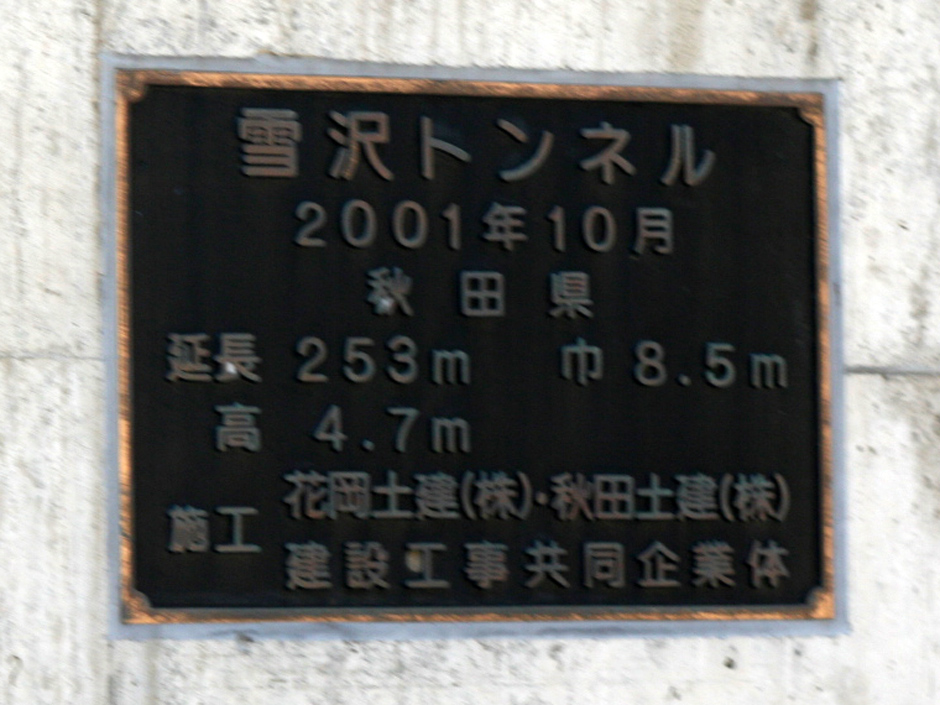 雪沢トンネル
2001年10月
秋田県
延長 253m 巾 8.5m
高 4.7m
施工 花岡土建(株)・秋田土建(株)
建設工事共同企業体